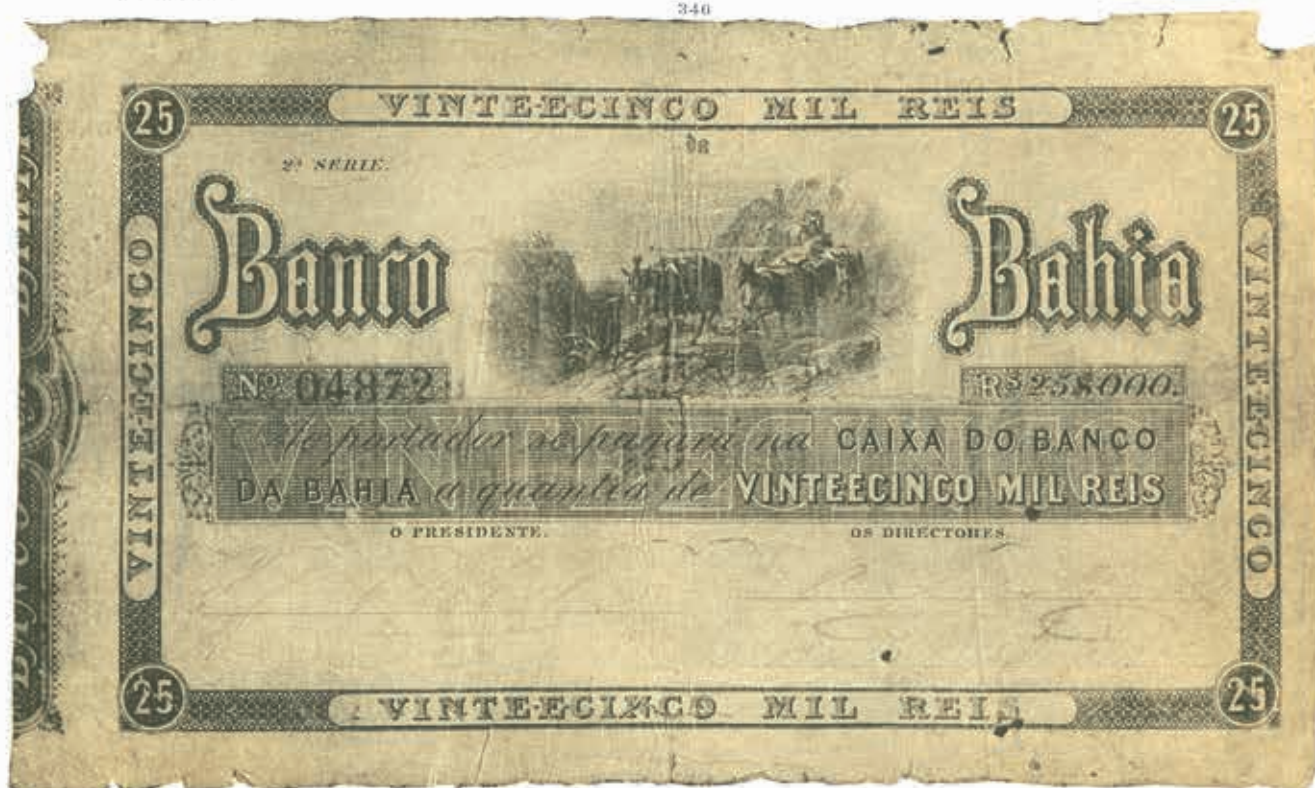 346
25 VINTE-E-CINCO MIL REIS 25
DA
2ª SERIE.
Banco Bahia
Nº 04872 RS 25$000.
Ao portador se pagará na CAIXA DO BANCO
DA BAHIA a quantia de VINTEECINCO MIL REIS
VINTEECINCO
O PRESIDENTE. OS DIRECTORES
VINTE-E-CINCO
VINTE-E-CINCO
25 VINTE-E-CINCO MIL REIS 25